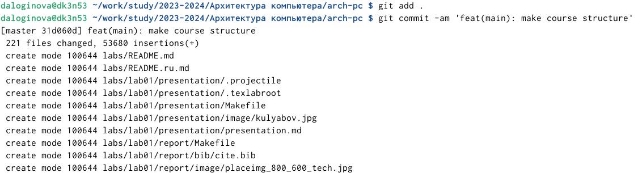 daloginova@dk3n53 ~/work/study/2023-2024/Архитектура компьютера/arch-pc $ git add .
daloginova@dk3n53 ~/work/study/2023-2024/Архитектура компьютера/arch-pc $ git commit -am 'feat(main): make course structure'
[master 31d060d] feat(main): make course structure
221 files changed, 53680 insertions(+)
create mode 100644 labs/README.md
create mode 100644 labs/README.ru.md
create mode 100644 labs/lab01/presentation/.projectile
create mode 100644 labs/lab01/presentation/.texlabroot
create mode 100644 labs/lab01/presentation/Makefile
create mode 100644 labs/lab01/presentation/image/kulyabov.jpg
create mode 100644 labs/lab01/presentation/presentation.md
create mode 100644 labs/lab01/report/Makefile
create mode 100644 labs/lab01/report/bib/cite.bib
create mode 100644 labs/lab01/report/image/placeimg_800_600_tech.jpg